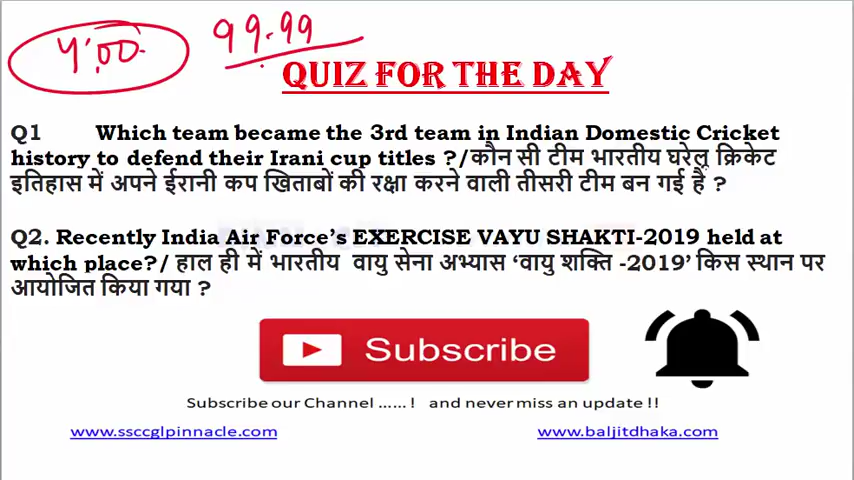 4:00 99.99
QUIZ FOR THE DAY
Q1 Which team became the 3rd team in Indian Domestic Cricket
history to defend their Irani cup titles ?/कौन सी टीम भारतीय घरेलू क्रिकेट
इतिहास में अपने ईरानी कप खिताबों की रक्षा करने वाली तीसरी टीम बन गई है ?
Q2. Recently India Air Force's EXERCISE VAYU SHAKTI-2019 held at
which place?/ हाल ही में भारतीय वायु सेना अभ्यास 'वायु शक्ति -2019' किस स्थान पर
आयोजित किया गया ?
Subscribe
Subscribe our Channel ...... ! and never miss an update !!
www.ssccglpinnacle.com www.baljitdhaka.com